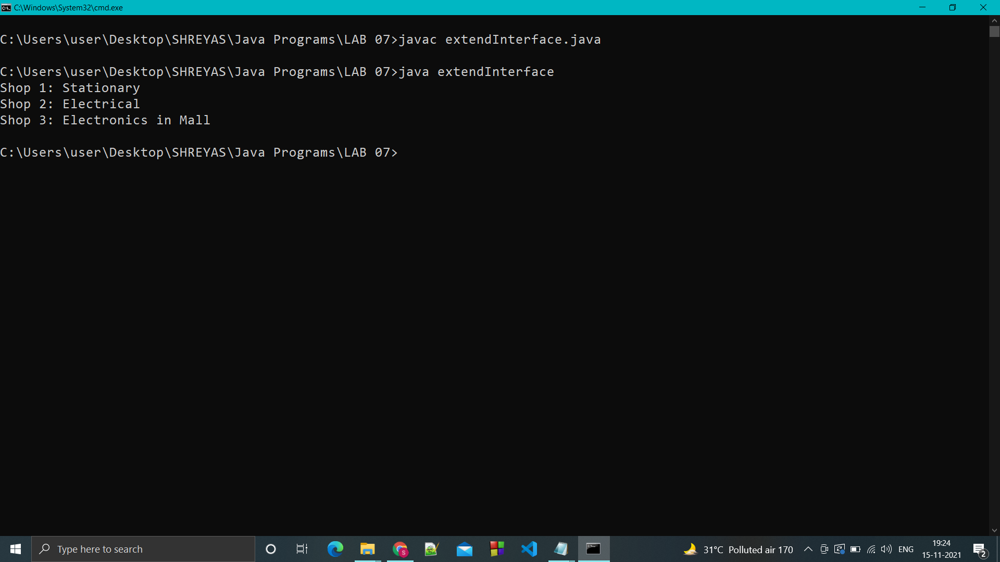 C:\Windows\System32\cmd.exe
C:\Users\user\Desktop\SHREYAS\Java Programs\LAB 07>javac extendInterface.java
C:\Users\user\Desktop\SHREYAS\Java Programs\LAB 07>java extendInterface
Shop 1: Stationary
Shop 2: Electrical
Shop 3: Electronics in Mall
C:\Users\user\Desktop\SHREYAS\Java Programs\LAB 07>
Type here to search
S
31°C Polluted air 170
ENG
19:24
15-11-2021
2